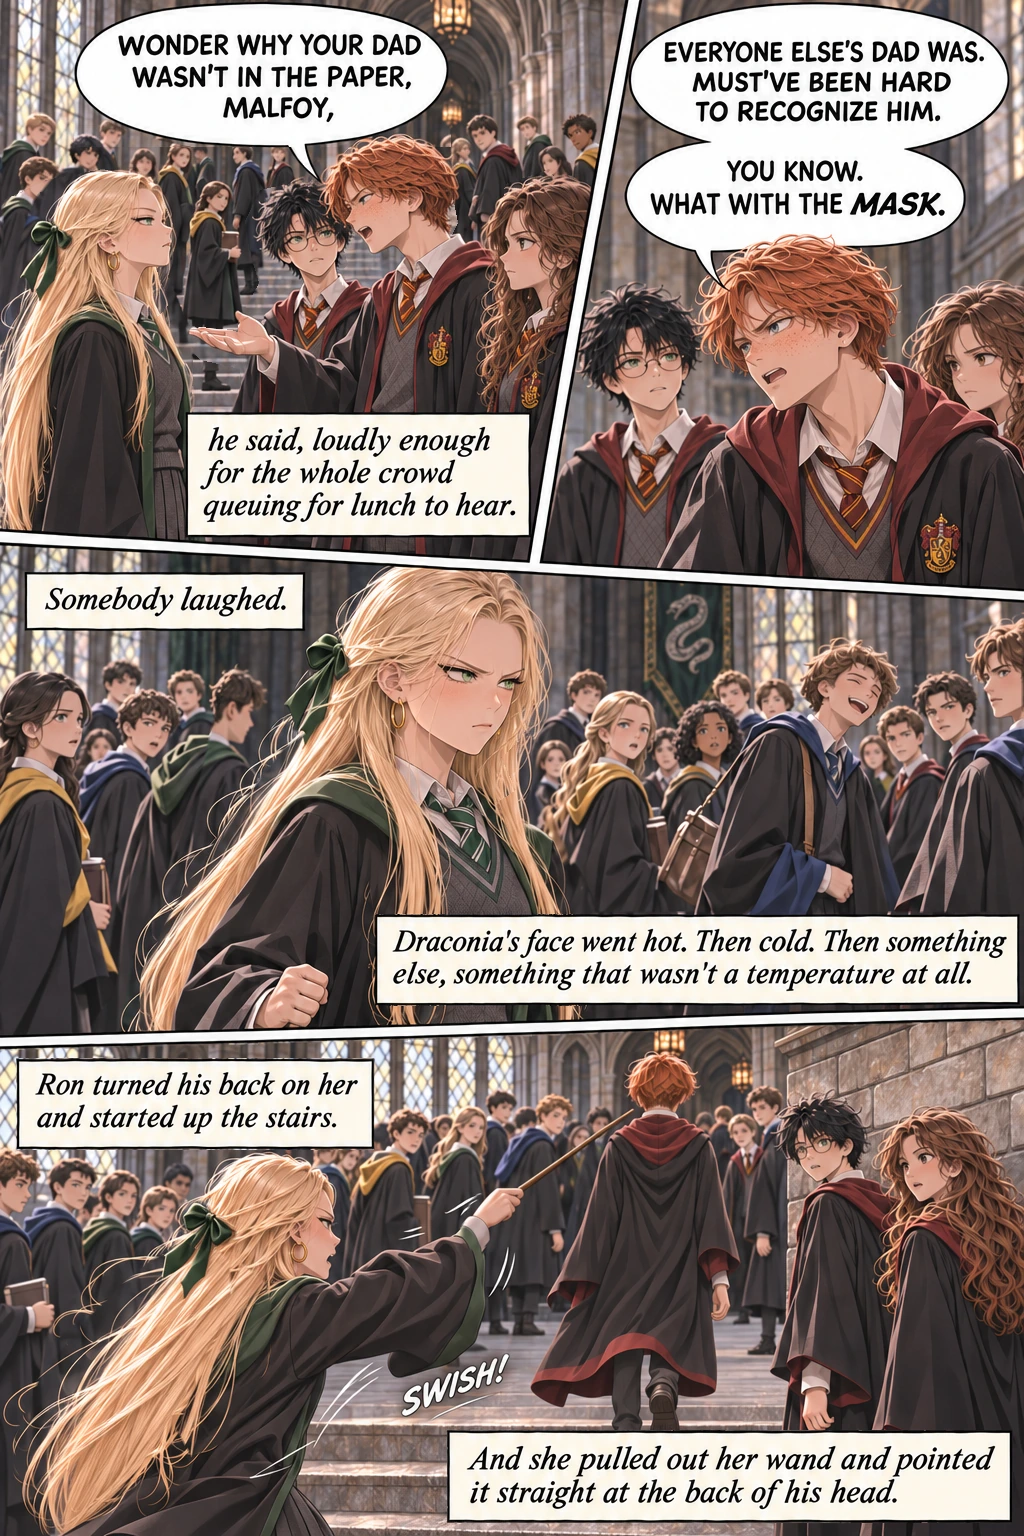 WONDER WHY YOUR DAD
WASN'T IN THE PAPER,
MALFOY,
he said, loudly enough
for the whole crowd
queuing for lunch to hear.
EVERYONE ELSE'S DAD WAS.
MUST'VE BEEN HARD
TO RECOGNIZE HIM.
YOU KNOW.
WHAT WITH THE MASK.
Somebody laughed.
Draconia's face went hot. Then cold. Then something
else, something that wasn't a temperature at all.
Ron turned his back on her
and started up the stairs.
SWISH!
And she pulled out her wand and pointed
it straight at the back of his head.